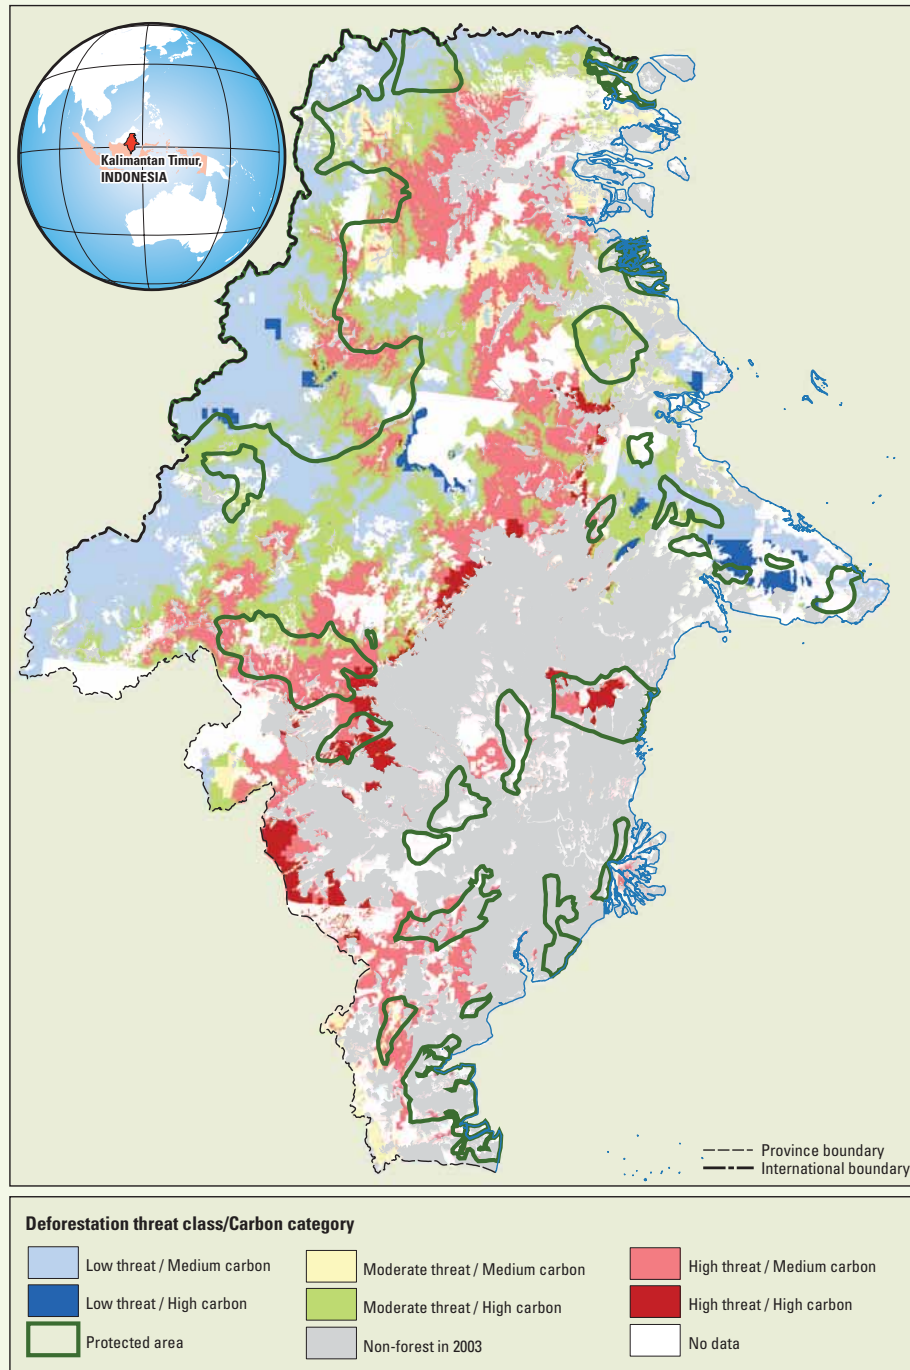 Kalimantan Timur,
INDONESIA
Province boundary
International boundary
Deforestation threat class/Carbon category
Low threat / Medium carbon
Low threat / High carbon
Protected area
Moderate threat / Medium carbon
Moderate threat / High carbon
Non-forest in 2003
High threat / Medium carbon
High threat / High carbon
No data